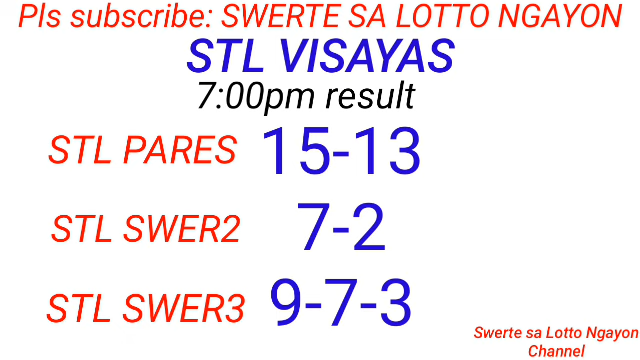 Pls subscribe: SWERTE SA LOTTO NGAYON
STL VISAYAS
7:00pm result
STL PARES 15-13
STL SWER2 7-2
STL SWER3 9-7-3
Swerte sa Lotto Ngayon
Channel